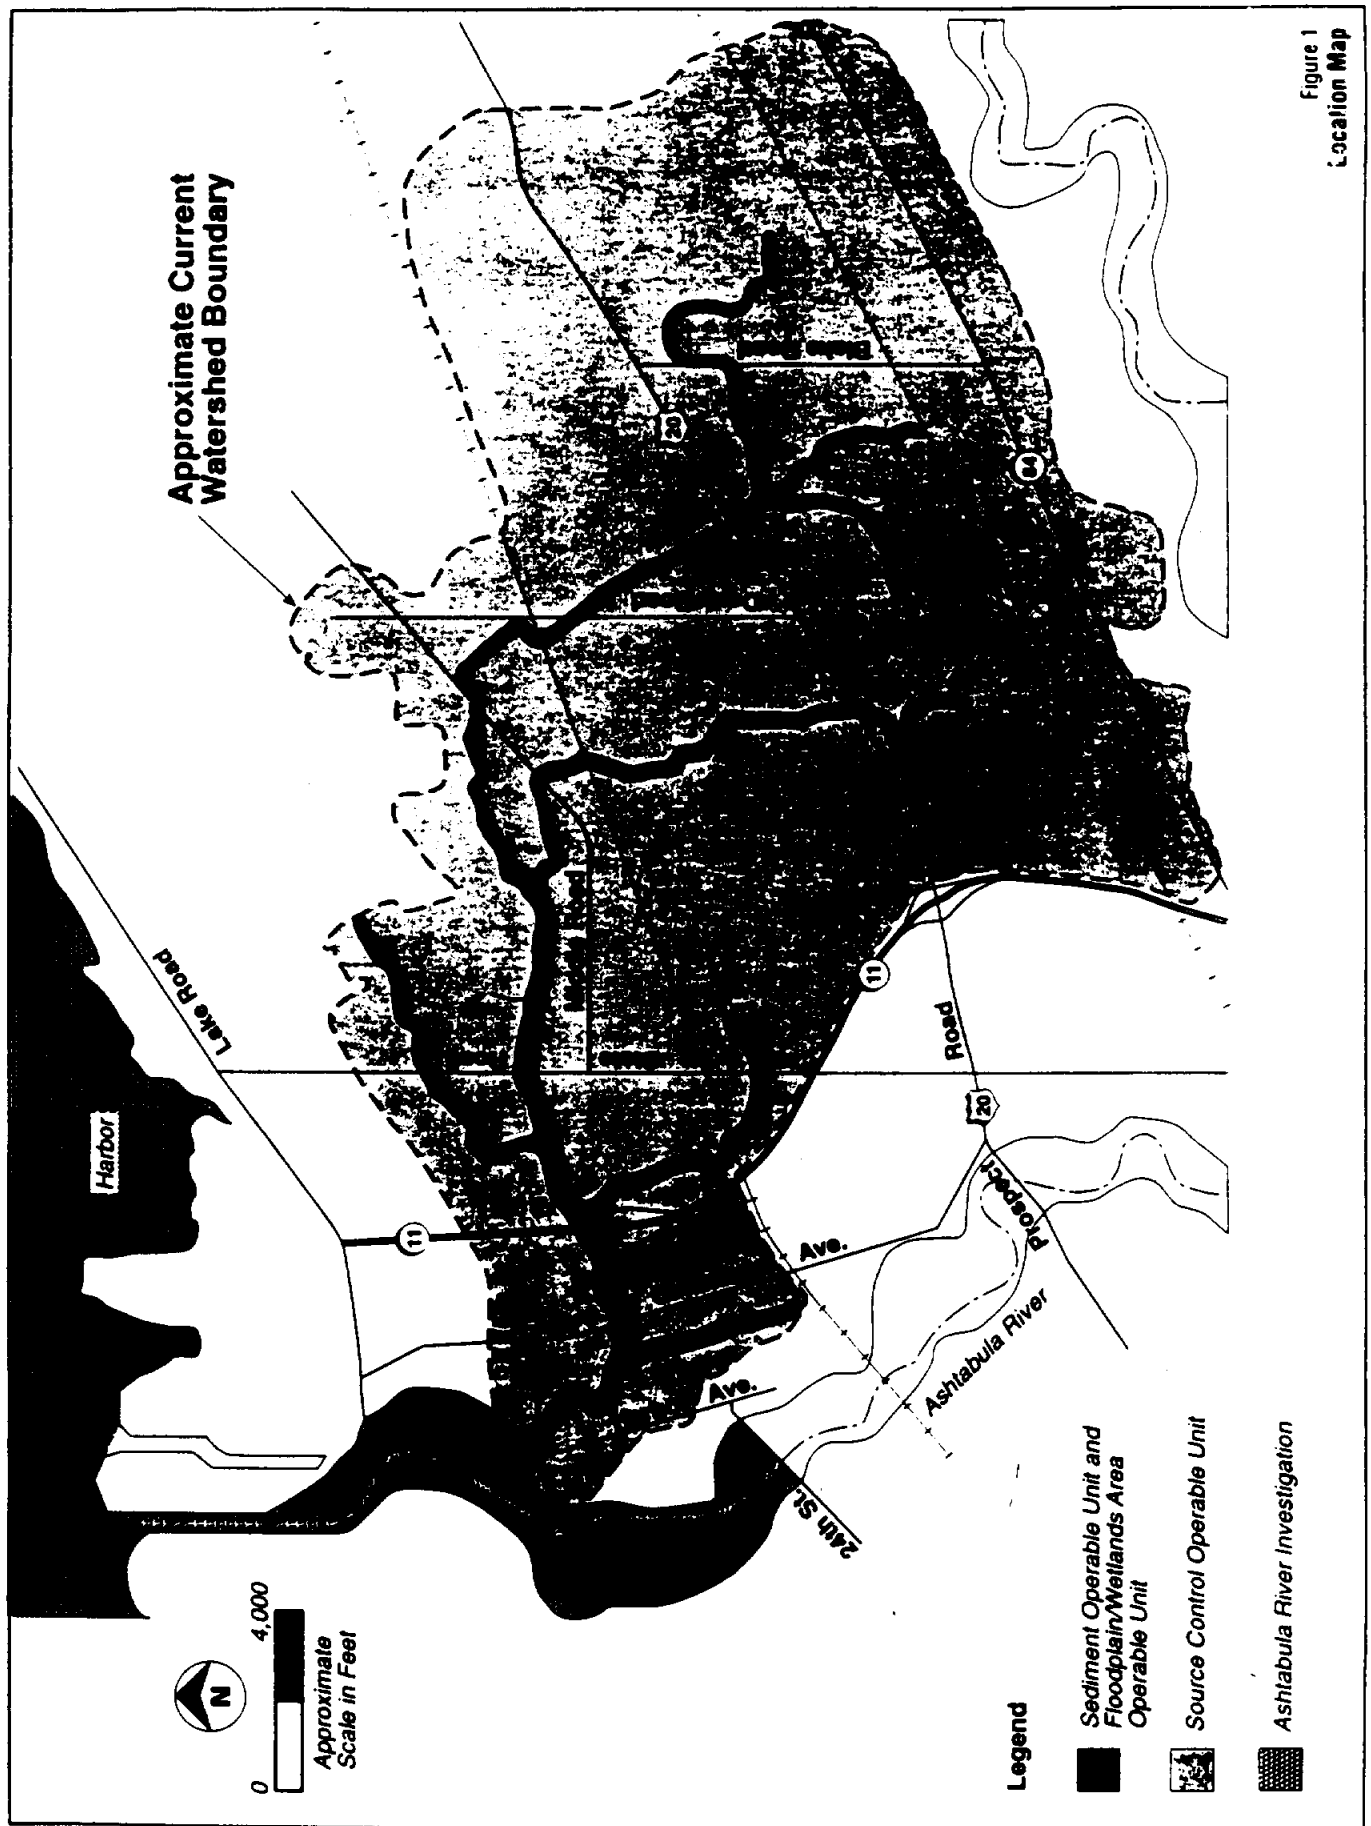 Approximate Current
Watershed Boundary
Harbor
Lake Road
11
20
84
11
Road
20
Prospect
Ave.
Ave.
24th St.
Ashtabula River
N
0
4,000
Approximate
Scale in Feet
Legend
Sediment Operable Unit and
Floodplain/Wetlands Area
Operable Unit
Source Control Operable Unit
Ashtabula River Investigation
Figure 1
Location Map